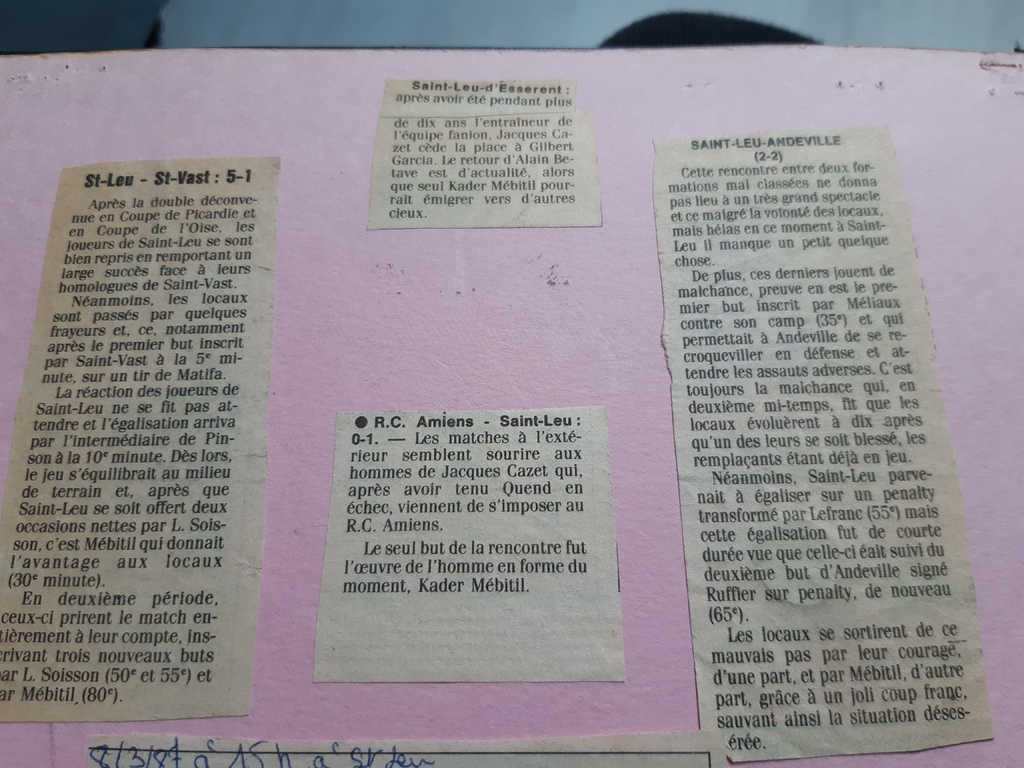 St-Leu - St-Vast : 5-1
Après la double déconve-
nue en Coupe de Picardie et
en Coupe de l'Oise, les
joueurs de Saint-Leu se sont
bien repris en remportant un
large succès face à leurs
homologues de Saint-Vast.
Néanmoins, les locaux
sont passés par quelques
frayeurs et, ce, notamment
après le premier but inscrit
par Saint-Vast à la 5e mi-
nute, sur un tir de Matifa.
La réaction des joueurs de
Saint-Leu ne se fit pas at-
tendre et l'égalisation arriva
par l'intermédiaire de Pin-
son à la 10e minute. Dès lors,
le jeu s'équilibrait au milieu
de terrain et, après que
Saint-Leu se soit offert deux
occasions nettes par L. Sois-
son, c'est Mébitil qui donnait
l'avantage aux locaux
(30e minute).
En deuxième période,
ceux-ci prirent le match en-
tièrement à leur compte, ins-
crivant trois nouveaux buts
par L. Soisson (50e et 55e) et
par Mébitil (80e).
Saint-Leu-d'Esserent :
après avoir été pendant plus
de dix ans l'entraîneur de
l'équipe fanion, Jacques Ca-
zet cède la place à Gilbert
Garcia. Le retour d'Alain Be-
tave est d'actualité, alors
que seul Kader Mébitil pour-
rait émigrer vers d'autres
cieux.
● R.C. Amiens - Saint-Leu :
0-1. — Les matches à l'exté-
rieur semblent sourire aux
hommes de Jacques Cazet qui,
après avoir tenu Quend en
échec, viennent de s'imposer au
R.C. Amiens.
Le seul but de la rencontre fut
l'œuvre de l'homme en forme du
moment, Kader Mébitil.
SAINT-LEU-ANDEVILLE
(2-2)
Cette rencontre entre deux for-
mations mal classées ne donna
pas lieu à un très grand spectacle
et ce malgré la volonté des locaux,
mais hélas en ce moment à Saint-
Leu il manque un petit quelque
chose.
De plus, ces derniers jouent de
malchance, preuve en est le pre-
mier but inscrit par Méliaux
contre son camp (35e) et qui
permettait à Andeville de se re-
croqueviller en défense et at-
tendre les assauts adverses. C'est
toujours la malchance qui, en
deuxième mi-temps, fit que les
locaux évoluèrent à dix après
qu'un des leurs se soit blessé, les
remplaçants étant déjà en jeu.
Néanmoins, Saint-Leu parve-
nait à égaliser sur un penalty
transformé par Lefranc (55e) mais
cette égalisation fut de courte
durée vue que celle-ci éait suivi du
deuxième but d'Andeville signé
Ruffier sur penalty, de nouveau
(65e).
Les locaux se sortirent de ce
mauvais pas par leur courage,
d'une part, et par Mébitil, d'autre
part, grâce à un joli coup franc,
sauvant ainsi la situation déses-
érée.
8/3/87 à 15h à St Leu